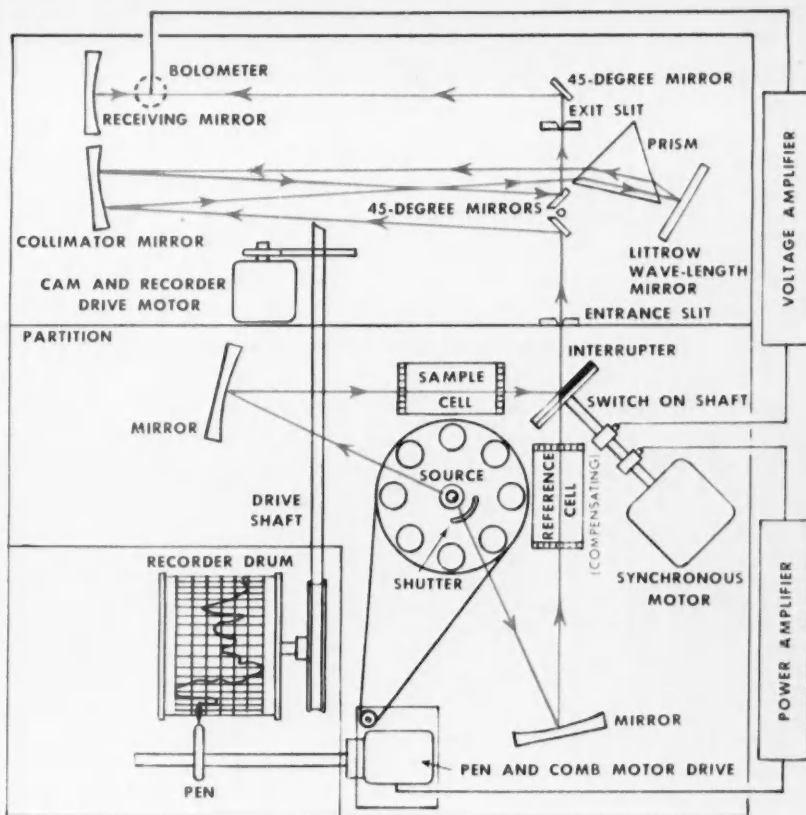 BOLOMETER
45-DEGREE MIRROR
RECEIVING MIRROR
EXIT SLIT
PRISM
45-DEGREE MIRRORS
COLLIMATOR MIRROR
LITTROW
WAVE-LENGTH
MIRROR
CAM AND RECORDER
DRIVE MOTOR
VOLTAGE AMPLIFIER
ENTRANCE SLIT
PARTITION
INTERRUPTER
SAMPLE
CELL
SWITCH ON SHAFT
MIRROR
SOURCE
REFERENCE
CELL
(COMPENSATING)
DRIVE
SHAFT
SHUTTER
SYNCHRONOUS
MOTOR
RECORDER DRUM
POWER AMPLIFIER
MIRROR
PEN AND COMB MOTOR DRIVE
PEN